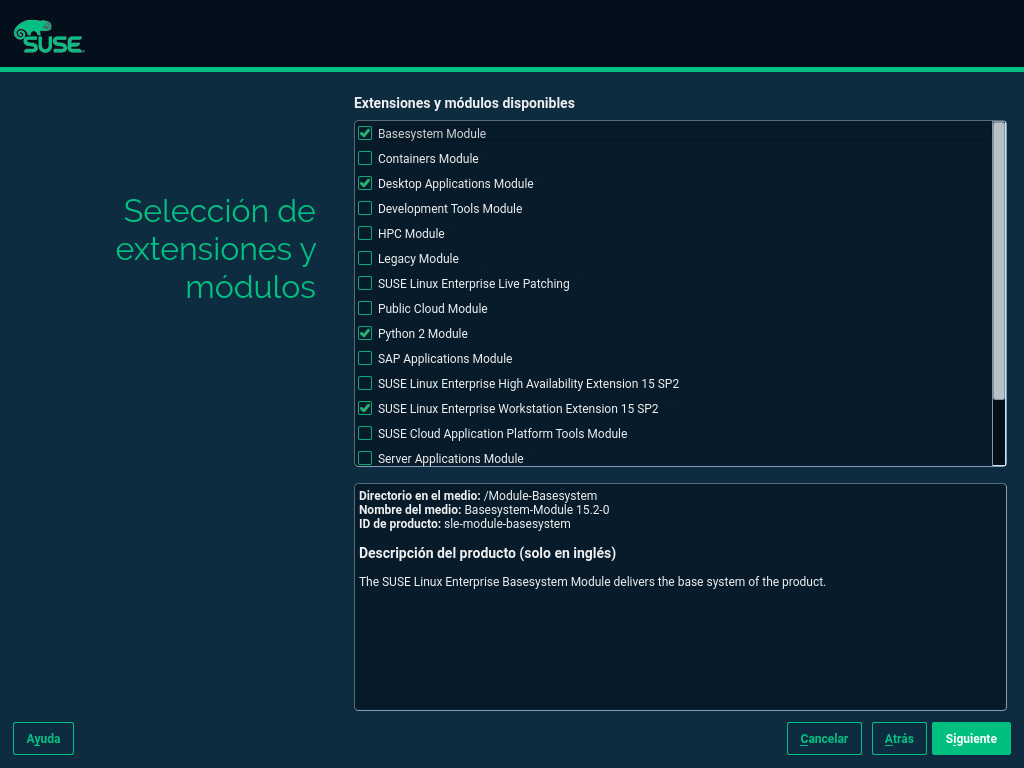 SUSE
Extensiones y módulos disponibles
Basesystem Module
Containers Module
Desktop Applications Module
Development Tools Module
HPC Module
Legacy Module
SUSE Linux Enterprise Live Patching
Public Cloud Module
Python 2 Module
SAP Applications Module
SUSE Linux Enterprise High Availability Extension 15 SP2
SUSE Linux Enterprise Workstation Extension 15 SP2
SUSE Cloud Application Platform Tools Module
Server Applications Module
Selección de
extensiones y
módulos
Directorio en el medio: /Module-Basesystem
Nombre del medio: Basesystem-Module 15.2-0
ID de producto: sle-module-basesystem
Descripción del producto (solo en inglés)
The SUSE Linux Enterprise Basesystem Module delivers the base system of the product.
Ayuda
Cancelar
Atrás
Siguiente